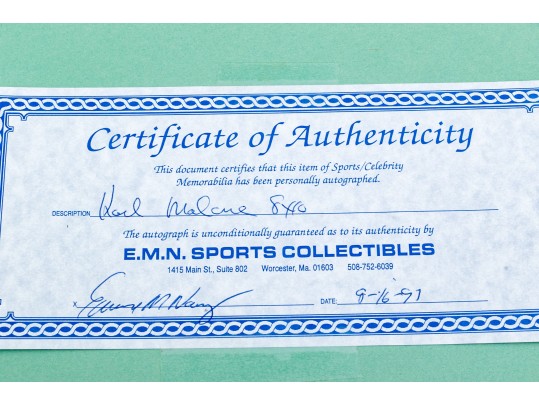 Certificate of Authenticity
This document certifies that this item of Sports/Celebrity
Memorabilia has been personally autographed.
DESCRIPTION Karl Malone 8x10
The autograph is unconditionally guaranteed as to its authenticity by
E.M.N. SPORTS COLLECTIBLES
1415 Main St., Suite 802 Worcester, Ma. 01603 508-752-6039
X DATE: 9-16-97